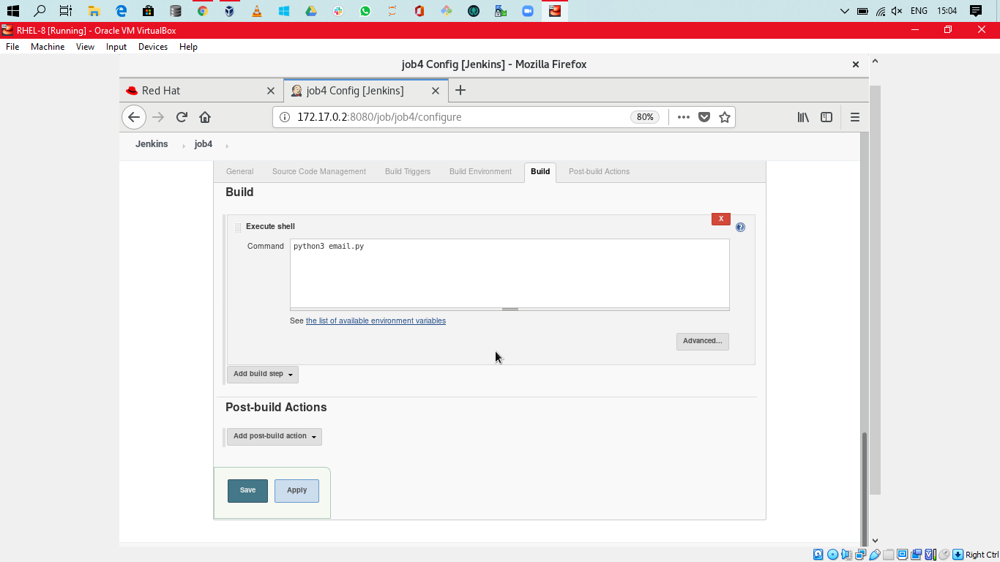 ENG 15:04
RHEL-8 [Running] - Oracle VM VirtualBox
File Machine View Input Devices Help
job4 Config [Jenkins] - Mozilla Firefox
Red Hat
job4 Config [Jenkins]
172.17.0.2:8080/job/job4/configure 80%
Jenkins job4
General Source Code Management Build Triggers Build Environment Build Post-build Actions
Build
X
Execute shell
Command python3 email.py
See the list of available environment variables
Advanced...
Add build step
Post-build Actions
Add post-build action
Save Apply
Right Ctrl